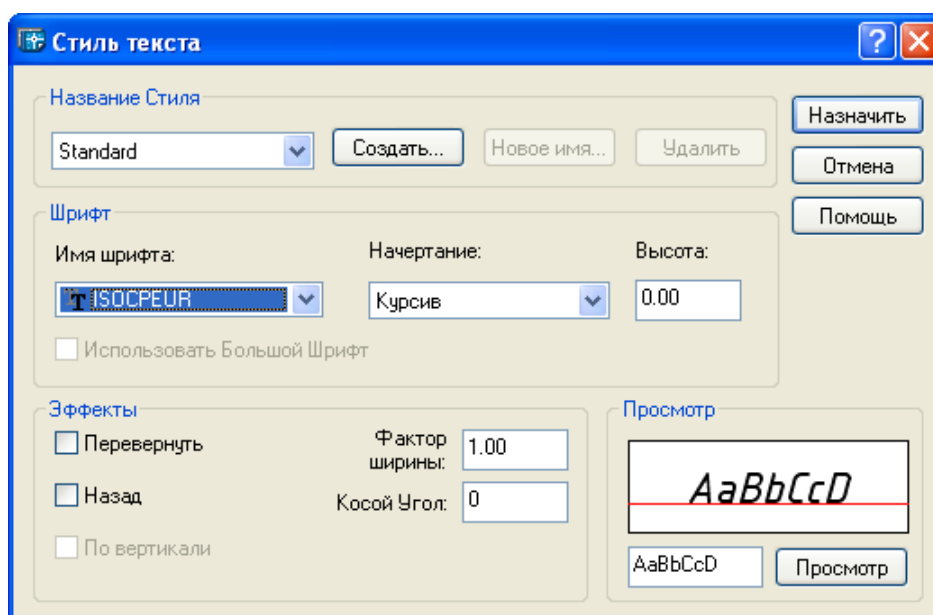 Стиль текста
Название Стиля
Standard
Создать...
Новое имя...
Удалить
Назначить
Отмена
Помощь
Шрифт
Имя шрифта:
Начертание:
Высота:
ISOCPEUR
Курсив
0.00
Использовать Большой Шрифт
Эффекты
Перевернуть
Назад
По вертикали
Фактор
ширины:
1.00
Косой Угол:
0
Просмотр
AaBbCcD
AaBbCcD
Просмотр